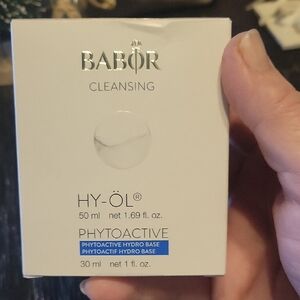 BABOR
CLEANSING
HY-ÖL®
50 ml net 1.69 fl. oz.
PHYTOACTIVE
PHYTOACTIVE HYDRO BASE
PHYTOACTIF HYDRO BASE
30 ml net 1 fl. oz.